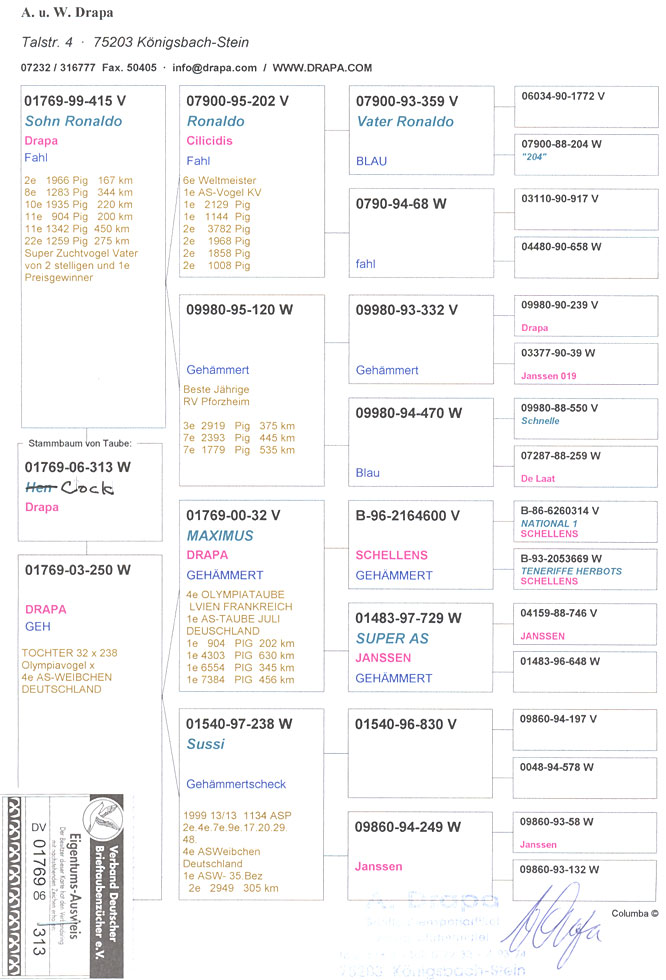 A. u. W. Drapa
Talstr. 4 · 75203 Königsbach-Stein
07232 / 316777 Fax. 50405 · info@drapa.com / WWW.DRAPA.COM
01769-99-415 V
Sohn Ronaldo
Drapa
Fahl
2e 1966 Pig 167 km
8e 1283 Pig 344 km
10e 1935 Pig 220 km
11e 904 Pig 200 km
11e 1342 Pig 450 km
22e 1259 Pig 275 km
Super Zuchtvogel Vater
von 2 stelligen und 1e
Preisgewinner
Stammbaum von Taube:
01769-06-313 W
Hen Cock
Drapa
01769-03-250 W
DRAPA
GEH
TOCHTER 32 x 238
Olympiavogel x
4e AS-WEIBCHEN
DEUTSCHLAND
07900-95-202 V
Ronaldo
Cilicidis
Fahl
6e Weltmeister
1e AS-Vogel KV
1e 2129 Pig
1e 1144 Pig
2e 3782 Pig
2e 1968 Pig
2e 1858 Pig
2e 1008 Pig
09980-95-120 W
Gehämmert
Beste Jährige
RV Pforzheim
3e 2919 Pig 375 km
7e 2393 Pig 445 km
7e 1779 Pig 535 km
01769-00-32 V
MAXIMUS
DRAPA
GEHÄMMERT
4e OLYMPIATAUBE
LVIEN FRANKREICH
1e AS-TAUBE JULI
DEUSCHLAND
1e 904 PIG 202 km
1e 4303 PIG 630 km
1e 6554 PIG 345 km
1e 7384 PIG 456 km
01540-97-238 W
Sussi
Gehämmertscheck
1999 13/13 1134 ASP
2e.4e.7e.9e.17.20.29.
48.
4e ASWeibchen
Deutschland
1e ASW- 35 Bez
2e 2949 305 km
07900-93-359 V
Vater Ronaldo
BLAU
0790-94-68 W
fahl
09980-93-332 V
Gehämmert
09980-94-470 W
Blau
B-96-2164600 V
SCHELLENS
GEHÄMMERT
01483-97-729 W
SUPER AS
JANSSEN
GEHÄMMERT
01540-96-830 V
09860-94-249 W
Janssen
06034-90-1772 V
07900-88-204 W
"204"
03110-90-917 V
04480-90-658 W
09980-90-239 V
Drapa
03377-90-39 W
Janssen 019
09980-88-550 V
Schnelle
07287-88-259 W
De Laat
B-86-6260314 V
NATIONAL 1
SCHELLENS
B-93-2053669 W
TENERIFFE HERBOTS
SCHELLENS
04159-88-746 V
JANSSEN
01483-96-648 W
09860-94-197 V
0048-94-578 W
09860-93-58 W
Janssen
09860-93-132 W
Columba ©
Verband Deutscher
Brieftaubenzüchter e.V.
Eigentums-Ausweis
Der Besitzer dieser Karte hat den Verbandsring
mit nebenstehenden Zeichen erhalten
DV 01769 06 313
A. Drapa
75203 Königsbach-Stein